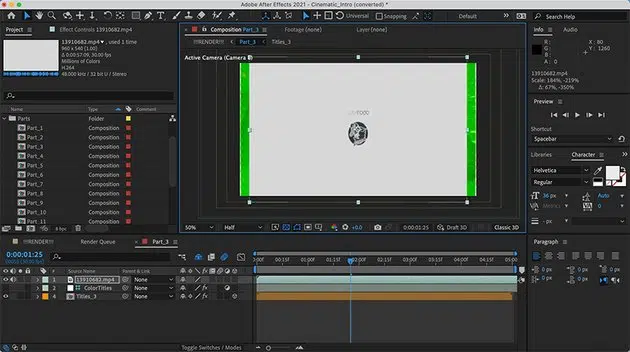 Adobe After Effects 2021 - Cinematic_Intro (converted) *
Snapping
Default
Project
Effect Controls 13910682.mp4
13910682.mp4 , used 1 time
960 x 540 (1.00)
Δ 0:00:57:09, 30.00 fps
Millions of Colors
H.264
48.000 kHz / 32 bit U / Stereo
Name
Type
Comment
Parts
Folder
Part_1
Composition
Part_2
Composition
Part_3
Composition
Part_4
Composition
Part_5
Composition
Part_6
Composition
Part_7
Composition
Part_8
Composition
Part_9
Composition
Part_10
Composition
Part_11
Composition
8 bpc
Composition Part_3
Footage (none)
Layer (none)
!!!RENDER!!!
Part_3
Titles_3
Active Camera (Camera
FOOD
50%
Half
+0.0
0:00:01:25
Draft 3D
Classic 3D
Info
Audio
R :
G :
B :
A : 0
X : 80
Y : 1260
13910682.mp4
Scale: 184%, -219%
Δ: 67%, -350%
Preview
Shortcut
Spacebar
Libraries
Character
Helvetica
Regular
36 px
Auto
Metrics
0
- px
Paragraph
0 px
0 px
0 px
0 px
0 px
!!!RENDER!!!
Render Queue
Part_3
0:00:01:25
#
Source Name
Parent & Link
1
13910682.mp4
None
2
ColorTitles
None
4
Titles_3
None
:00f
00:15f
01:00f
01:15f
02:00f
02:15f
03:00f
03:15f
04:00f
04:15f
05:00
Toggle Switches / Modes